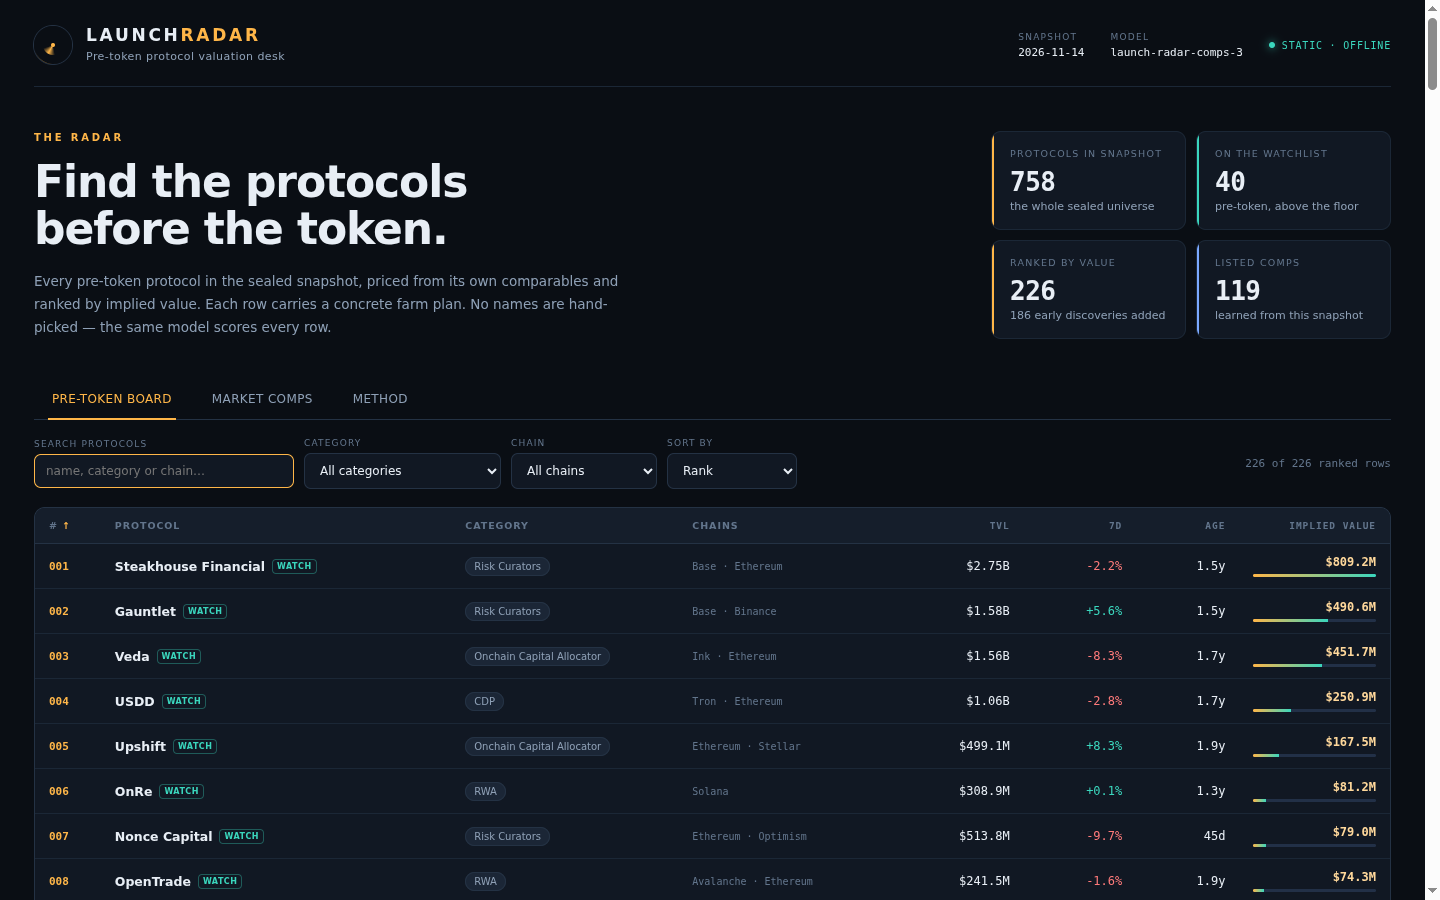 LAUNCHRADAR
Pre-token protocol valuation desk
SNAPSHOT
2026-11-14
MODEL
launch-radar-comps-3
STATIC · OFFLINE
THE RADAR
Find the protocols
before the token.
Every pre-token protocol in the sealed snapshot, priced from its own comparables and
ranked by implied value. Each row carries a concrete farm plan. No names are hand-
picked — the same model scores every row.
PROTOCOLS IN SNAPSHOT
758
the whole sealed universe
ON THE WATCHLIST
40
pre-token, above the floor
RANKED BY VALUE
226
186 early discoveries added
LISTED COMPS
119
learned from this snapshot
PRE-TOKEN BOARD MARKET COMPS METHOD
SEARCH PROTOCOLS CATEGORY CHAIN SORT BY
name, category or chain... All categories All chains Rank
226 of 226 ranked rows
# ↑ PROTOCOL CATEGORY CHAINS TVL 7D AGE IMPLIED VALUE
001 Steakhouse Financial WATCH Risk Curators Base · Ethereum $2.75B -2.2% 1.5y $809.2M
002 Gauntlet WATCH Risk Curators Base · Binance $1.58B +5.6% 1.5y $490.6M
003 Veda WATCH Onchain Capital Allocator Ink · Ethereum $1.56B -8.3% 1.7y $451.7M
004 USDD WATCH CDP Tron · Ethereum $1.06B -2.8% 1.7y $250.9M
005 Upshift WATCH Onchain Capital Allocator Ethereum · Stellar $499.1M +8.3% 1.9y $167.5M
006 OnRe WATCH RWA Solana $308.9M +0.1% 1.3y $81.2M
007 Nonce Capital WATCH Risk Curators Ethereum · Optimism $513.8M -9.7% 45d $79.0M
008 OpenTrade WATCH RWA Avalanche · Ethereum $241.5M -1.6% 1.9y $74.3M